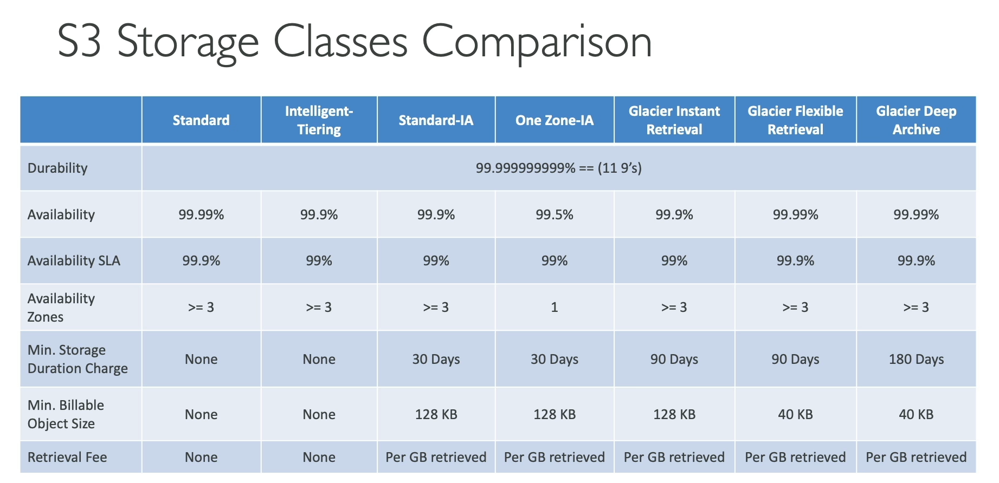 S3 Storage Classes Comparison
Standard
Intelligent-
Tiering
Standard-IA
One Zone-IA
Glacier Instant
Retrieval
Glacier Flexible
Retrieval
Glacier Deep
Archive
Durability
99.999999999% == (11 9’s)
Availability
99.99%
99.9%
99.9%
99.5%
99.9%
99.99%
99.99%
Availability SLA
99.9%
99%
99%
99%
99%
99.9%
99.9%
Availability
Zones
>= 3
>= 3
>= 3
1
>= 3
>= 3
>= 3
Min. Storage
Duration Charge
None
None
30 Days
30 Days
90 Days
90 Days
180 Days
Min. Billable
Object Size
None
None
128 KB
128 KB
128 KB
40 KB
40 KB
Retrieval Fee
None
None
Per GB retrieved
Per GB retrieved
Per GB retrieved
Per GB retrieved
Per GB retrieved